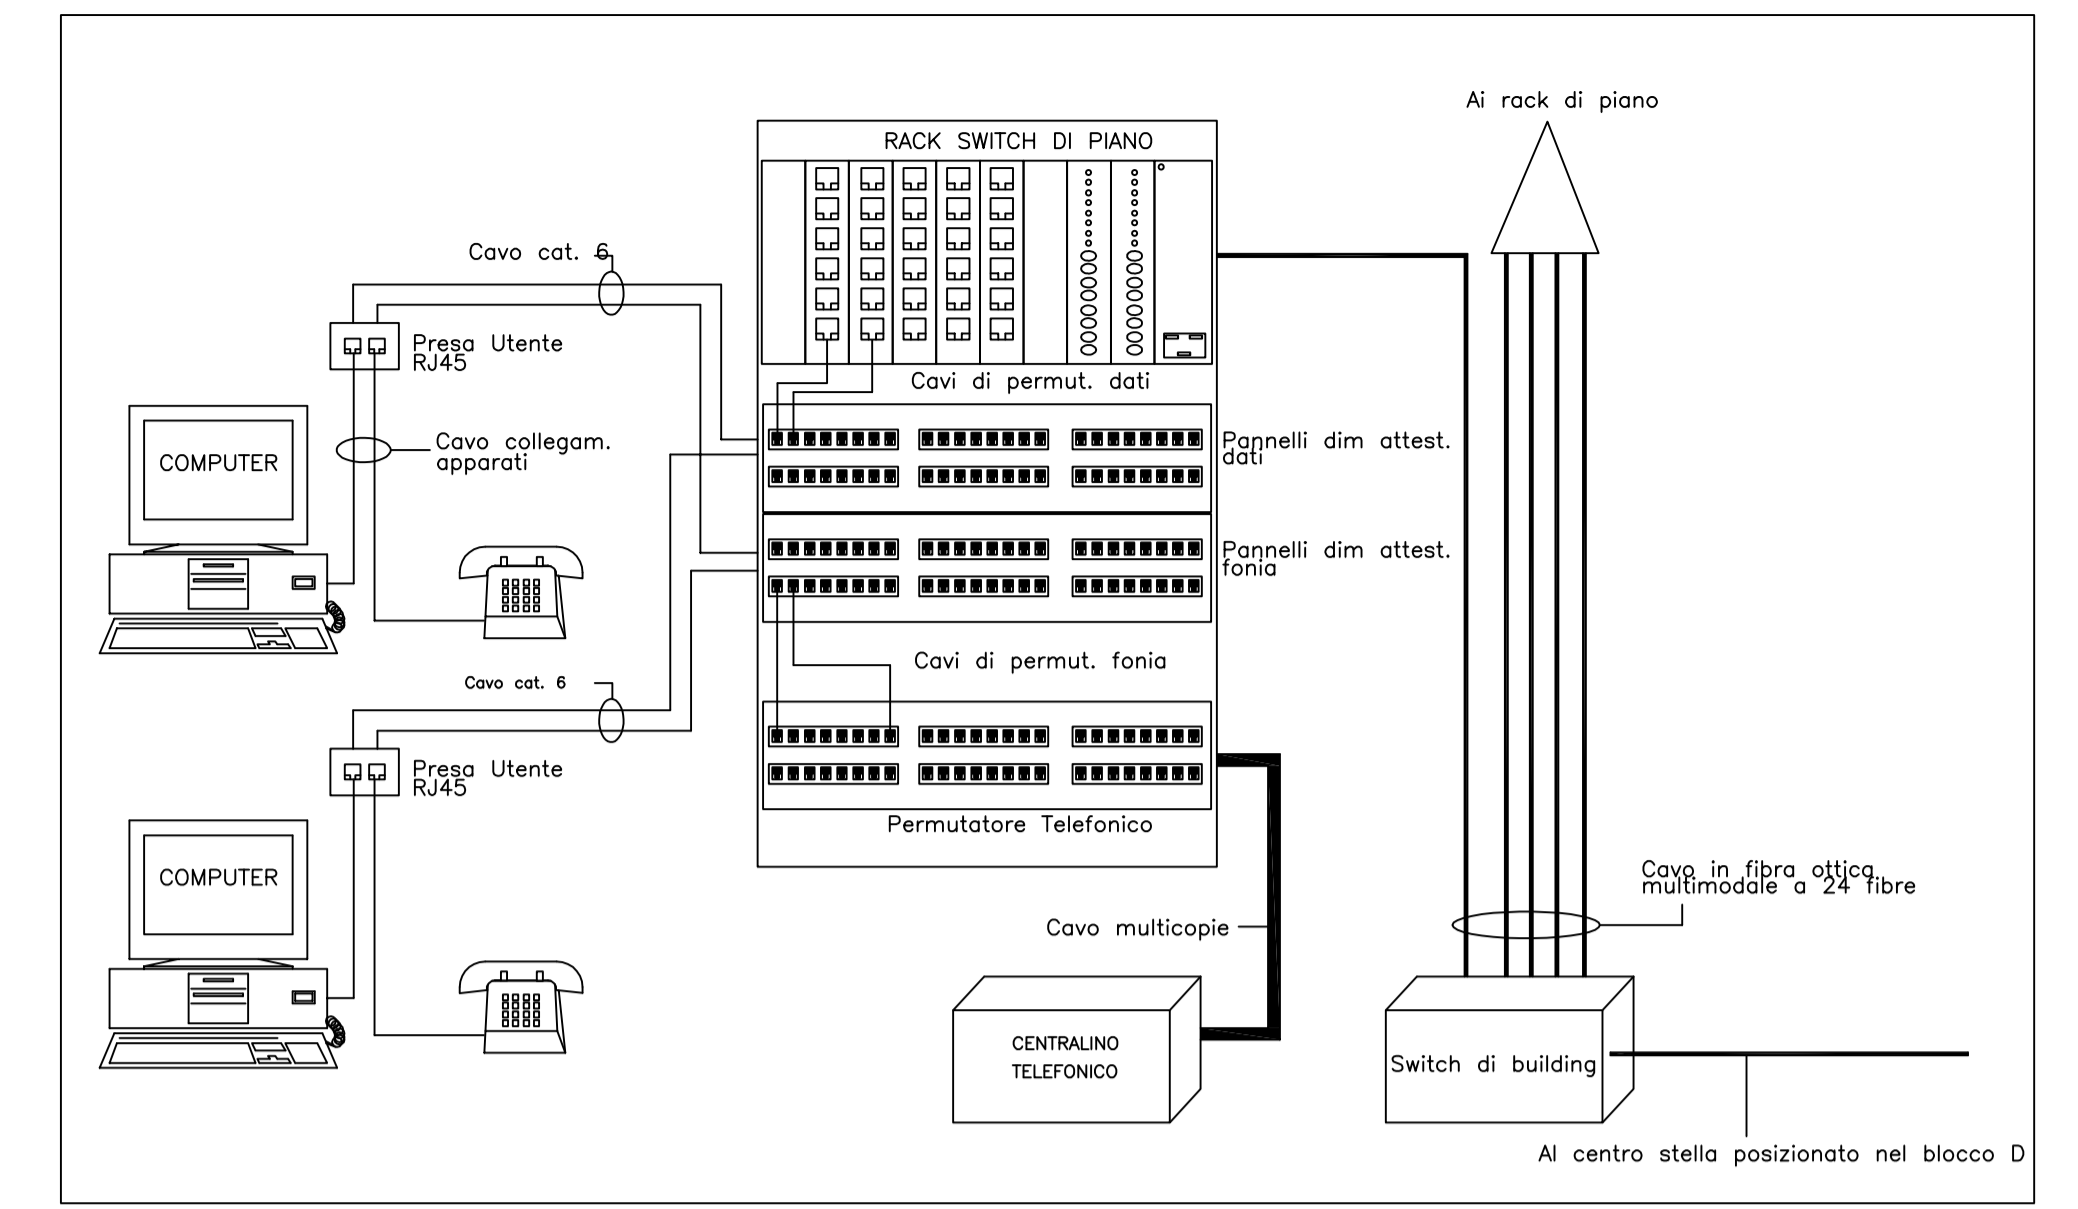 Ai rack di piano
RACK SWITCH DI PIANO
Cavo cat. 6
Presa Utente
RJ45
Cavi di permut. dati
COMPUTER
Cavo collegam.
apparati
Pannelli dim attest.
dati
Pannelli dim attest.
fonia
Cavi di permut. fonia
Cavo cat. 6
Presa Utente
RJ45
Permutatore Telefonico
COMPUTER
Cavo in fibra ottica
multimodale a 24 fibre
Cavo multicopie
CENTRALINO
TELEFONICO
Switch di building
Al centro stella posizionato nel blocco D